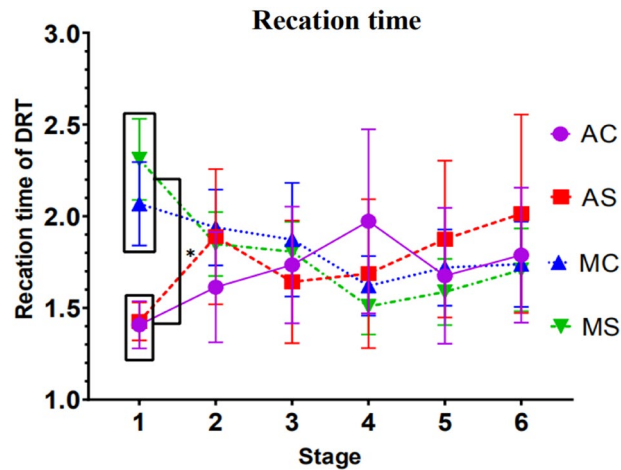 Recation time
Recation time of DRT
3.0
2.5
2.0
1.5
1.0
*
1 2 3 4 5 6
Stage
AC
AS
MC
MS